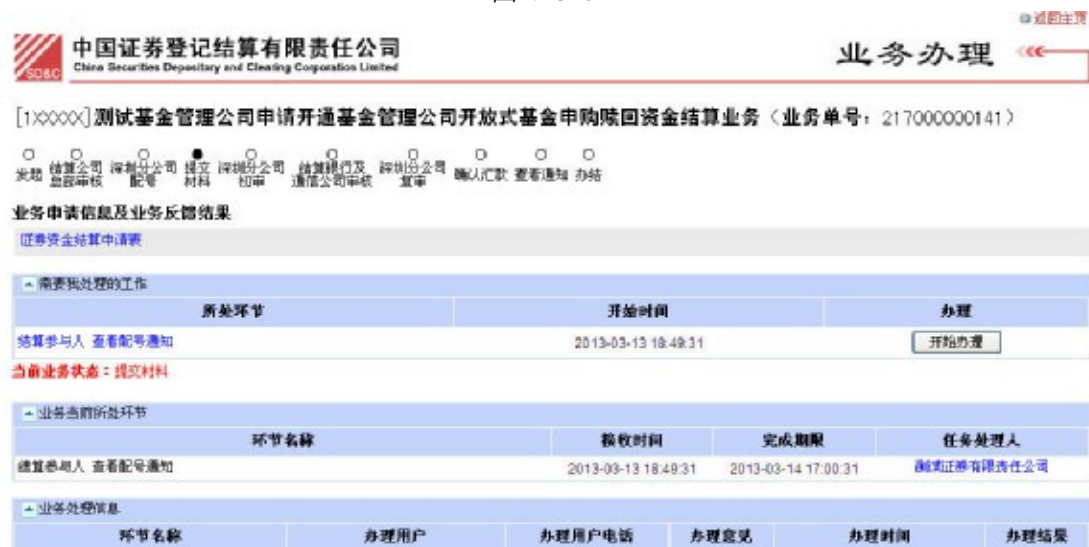 返回主页
中国证券登记结算有限责任公司
China Securities Depository and Clearing Corporation Limited
SD&C
业务办理
[1XXXXX]测试基金管理公司申请开通基金管理公司开放式基金申购赎回资金结算业务（业务单号：217000000141）
发起 结算公司总部审核 深圳分公司配号 提交材料 深圳分公司初审 结算银行及通信公司审核 深圳分公司复审 确认汇款 查看通知 办结
业务申请信息及业务反馈结果
证券资金结算申请表
需要我处理的工作
所处环节 开始时间 办理
结算参与人 查看配号通知 2013-03-13 18:49:31 开始办理
当前业务状态：提交材料
业务当前所处环节
环节名称 接收时间 完成期限 任务处理人
结算参与人 查看配号通知 2013-03-13 18:49:31 2013-03-14 17:00:31 测试证券有限责任公司
业务处理信息
环节名称 办理用户 办理用户电话 办理意见 办理时间 办理结果